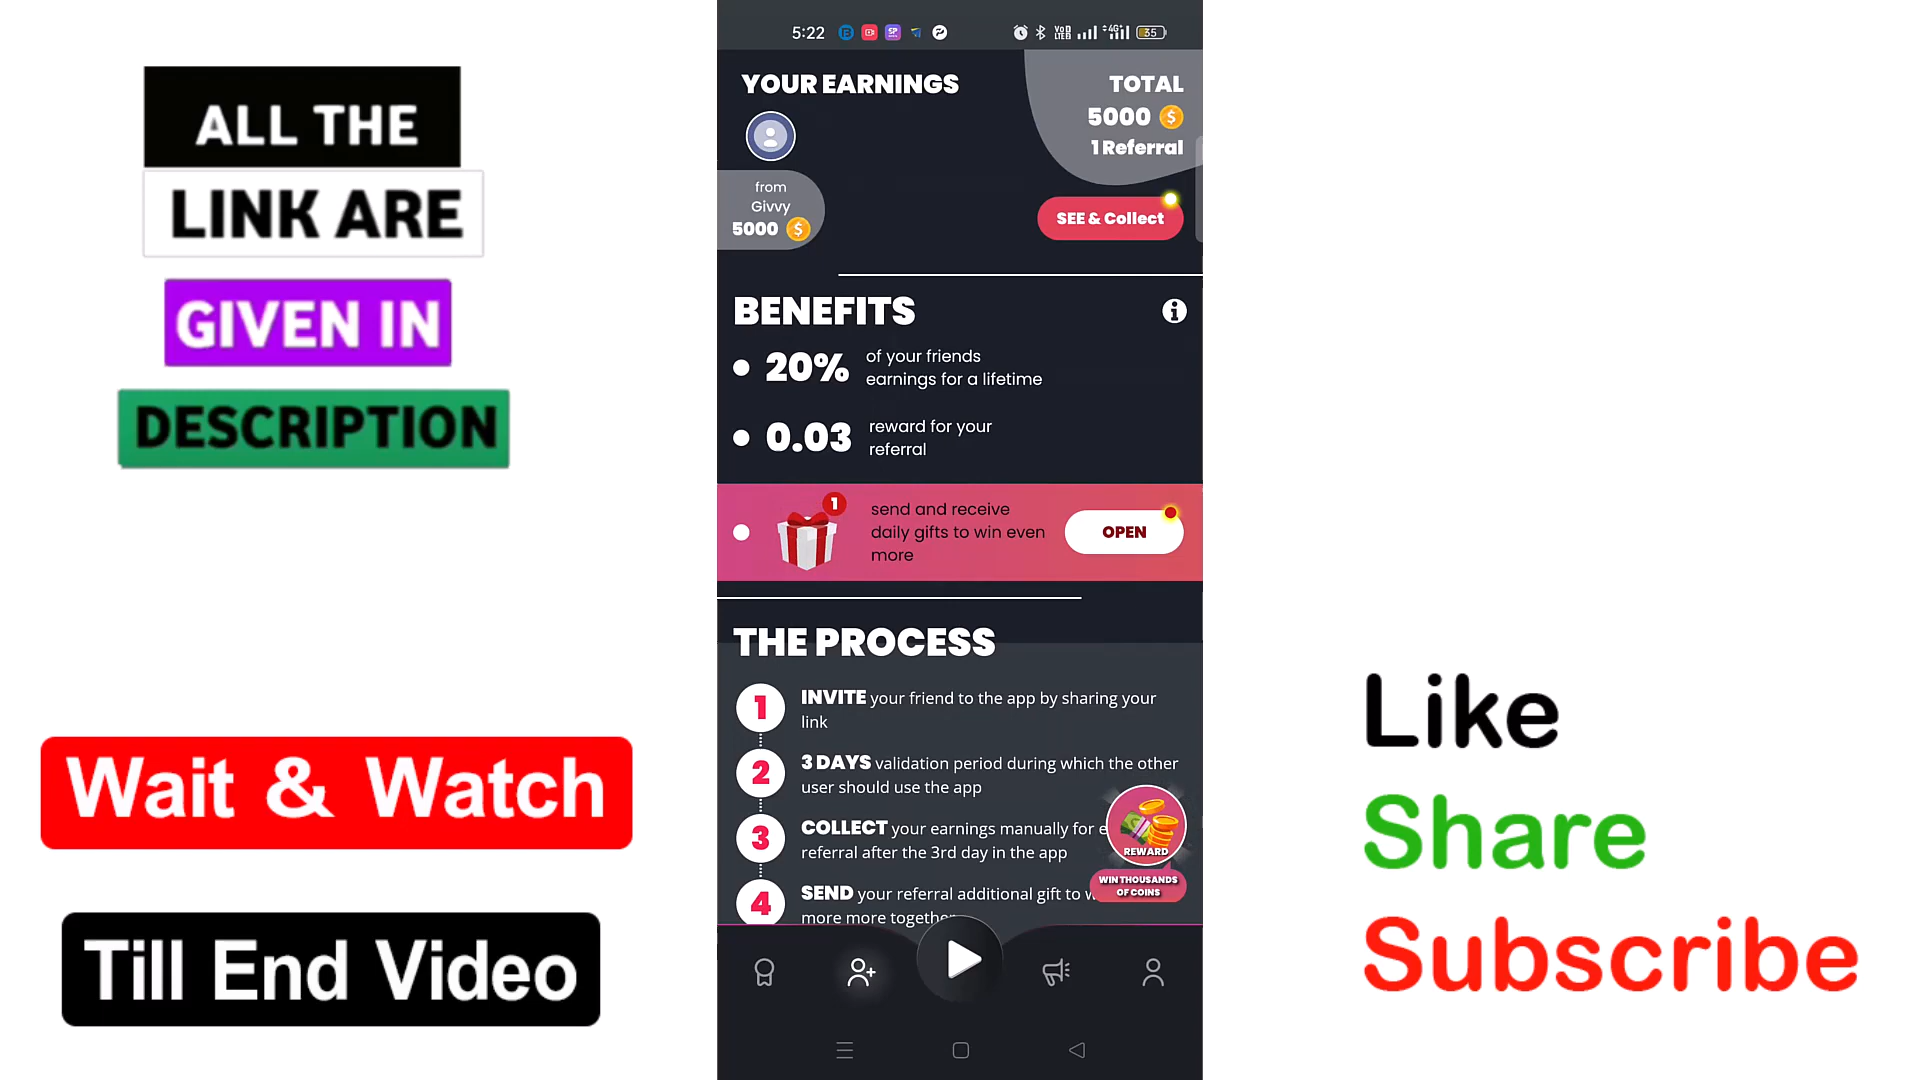 ALL THE
LINK ARE
GIVEN IN
DESCRIPTION
Wait & Watch
Till End Video
5:22
VoD
LTED
4G+
35
YOUR EARNINGS
TOTAL
5000
1 Referral
from
Givvy
5000
SEE & Collect
BENEFITS
20%
of your friends
earnings for a lifetime
0.03
reward for your
referral
1
send and receive
daily gifts to win even
more
OPEN
THE PROCESS
1
INVITE your friend to the app by sharing your
link
2
3 DAYS validation period during which the other
user should use the app
3
COLLECT your earnings manually for e
referral after the 3rd day in the app
4
SEND your referral additional gift to w
more more together
REWARD
WIN THOUSANDS
OF COINS
Like
Share
Subscribe